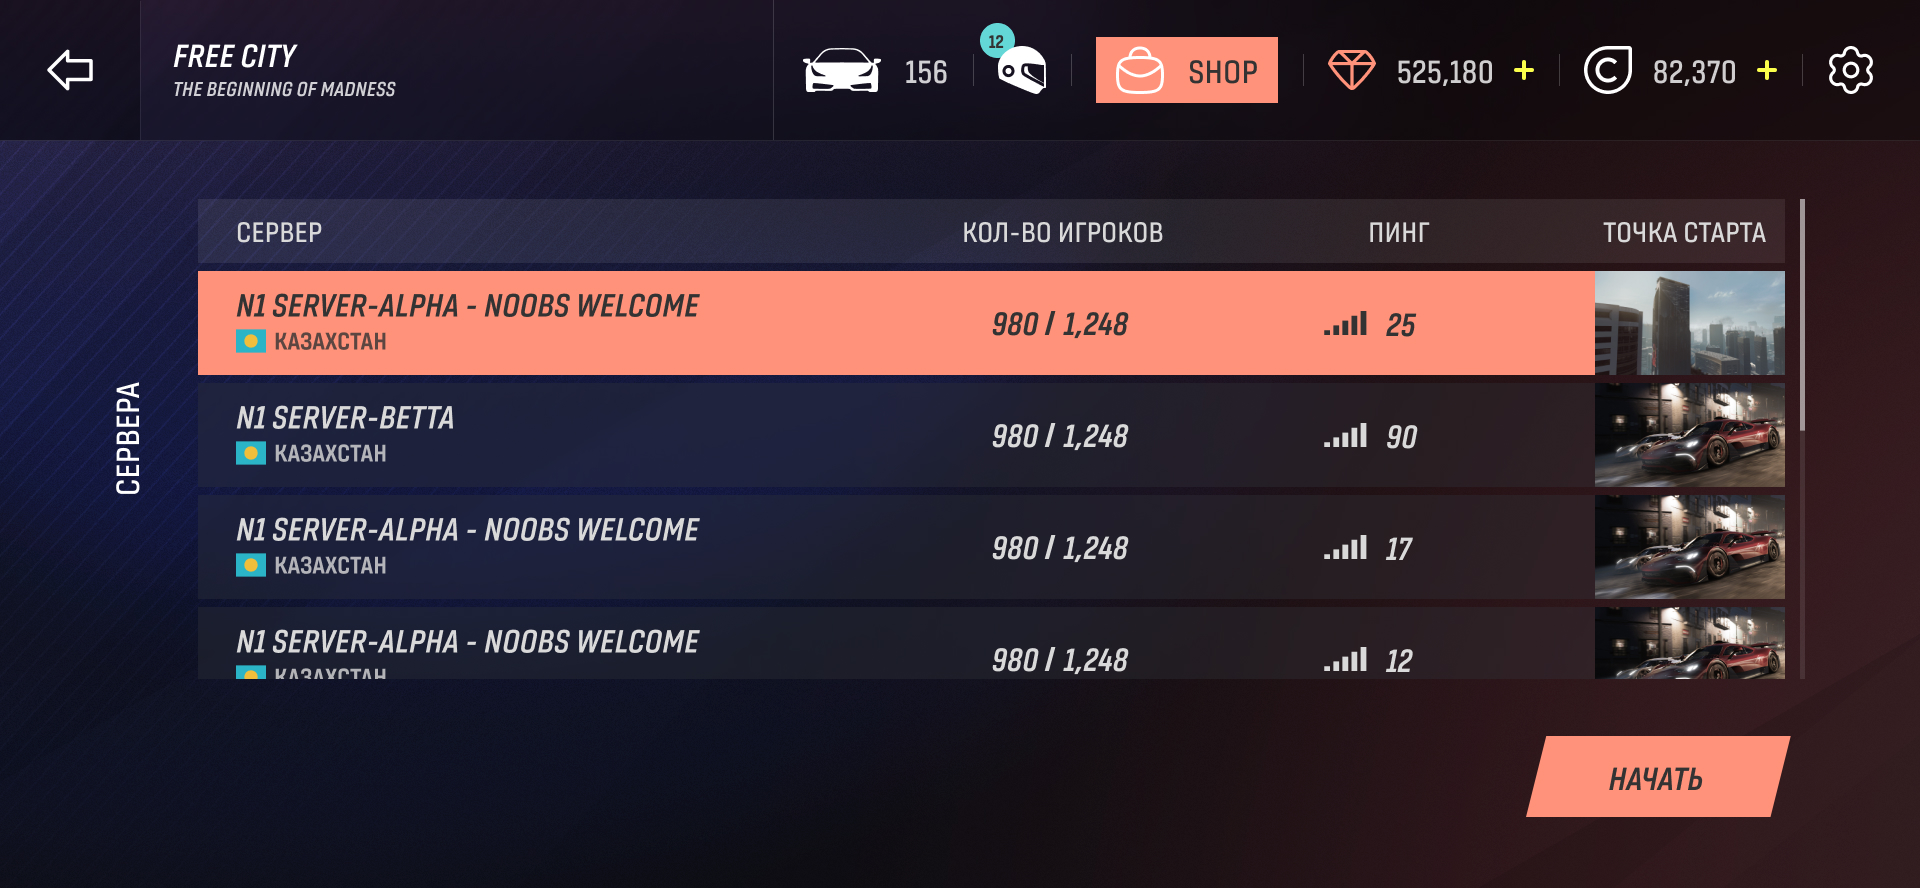 FREE CITY
THE BEGINNING OF MADNESS
156
12
SHOP
525,180 +
C
82,370 +
СЕРВЕРА
СЕРВЕР
КОЛ-ВО ИГРОКОВ
ПИНГ
ТОЧКА СТАРТА
N1 SERVER-ALPHA - NOOBS WELCOME
КАЗАХСТАН
980 / 1,248
25
N1 SERVER-BETTA
КАЗАХСТАН
980 / 1,248
90
N1 SERVER-ALPHA - NOOBS WELCOME
КАЗАХСТАН
980 / 1,248
17
N1 SERVER-ALPHA - NOOBS WELCOME
КАЗАХСТАН
980 / 1,248
12
НАЧАТЬ